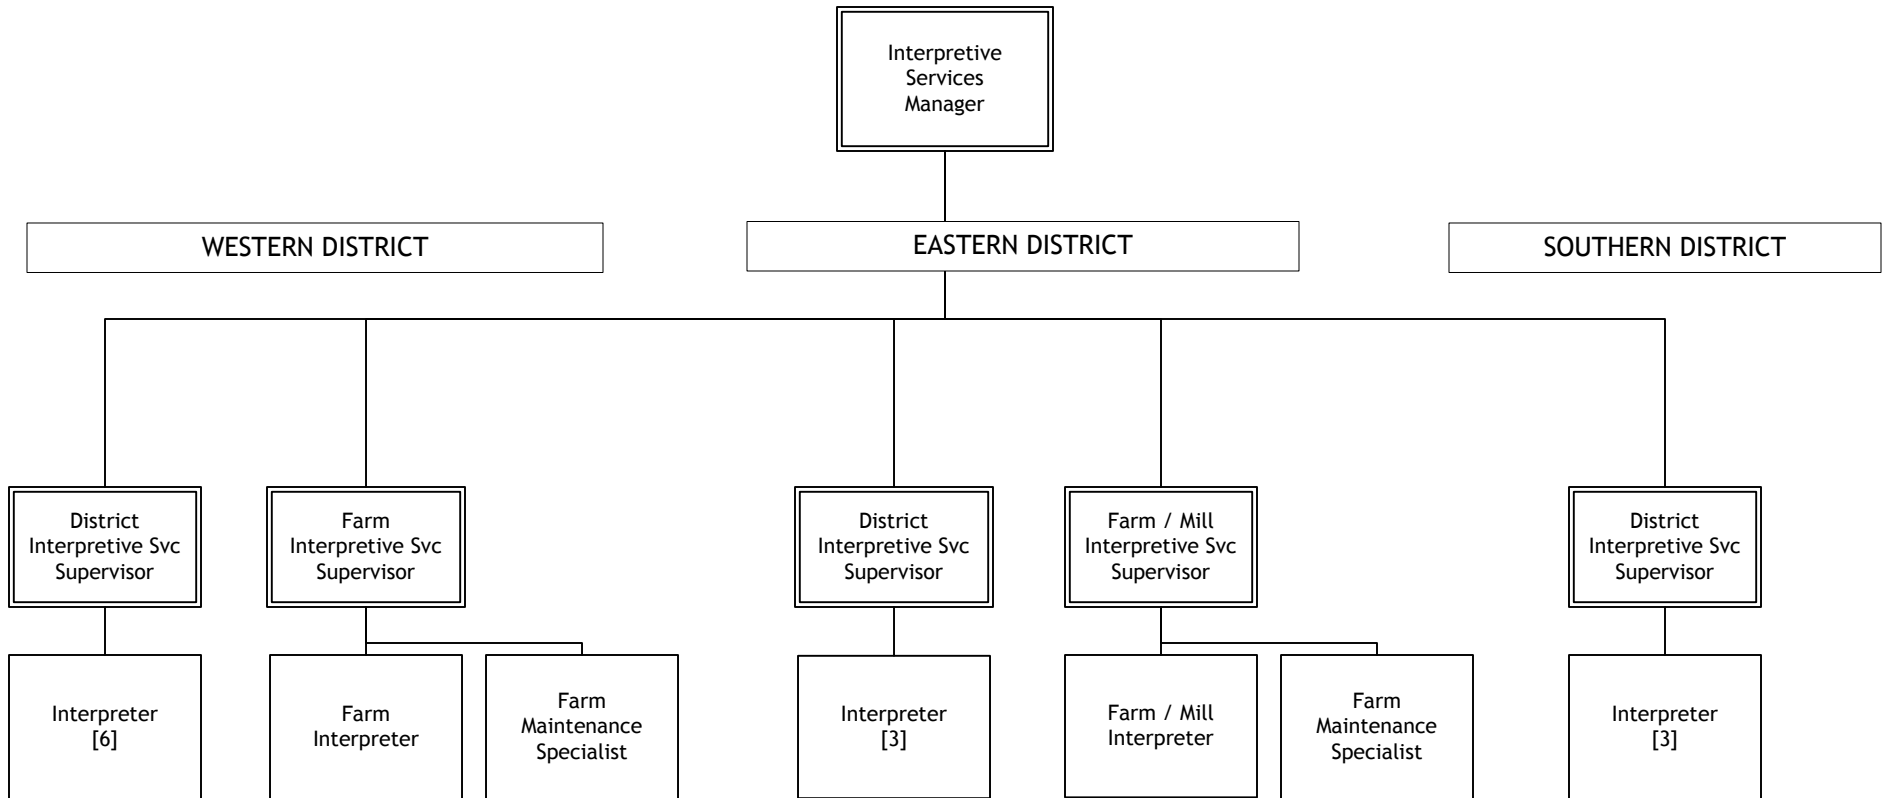 Interpretive
Services
Manager
WESTERN DISTRICT
EASTERN DISTRICT
SOUTHERN DISTRICT
District
Interpretive Svc
Supervisor
Farm
Interpretive Svc
Supervisor
District
Interpretive Svc
Supervisor
Farm / Mill
Interpretive Svc
Supervisor
District
Interpretive Svc
Supervisor
Interpreter
[6]
Farm
Interpreter
Farm
Maintenance
Specialist
Interpreter
[3]
Farm / Mill
Interpreter
Farm
Maintenance
Specialist
Interpreter
[3]